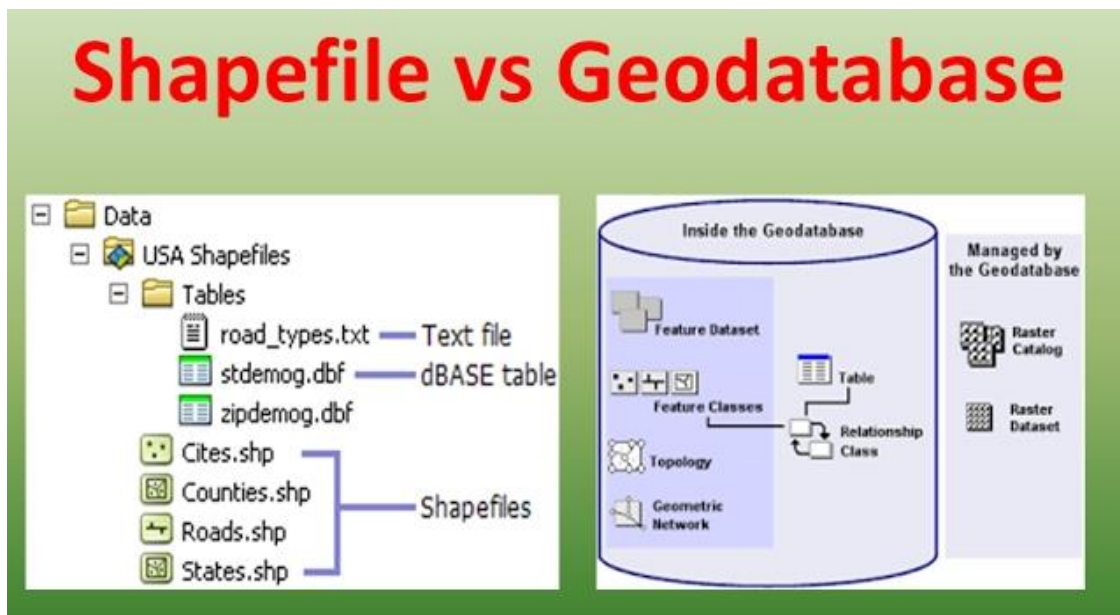 Shapefile vs Geodatabase
Data
USA Shapefiles
Tables
road_types.txt
Text file
stdemog.dbf
dBASE table
zipdemog.dbf
Cites.shp
Counties.shp
Shapefiles
Roads.shp
States.shp
Inside the Geodatabase
Feature Dataset
Table
Feature Classes
Relationship
Class
Topology
Geometric
Network
Managed by
the Geodatabase
Raster
Catalog
Raster
Dataset